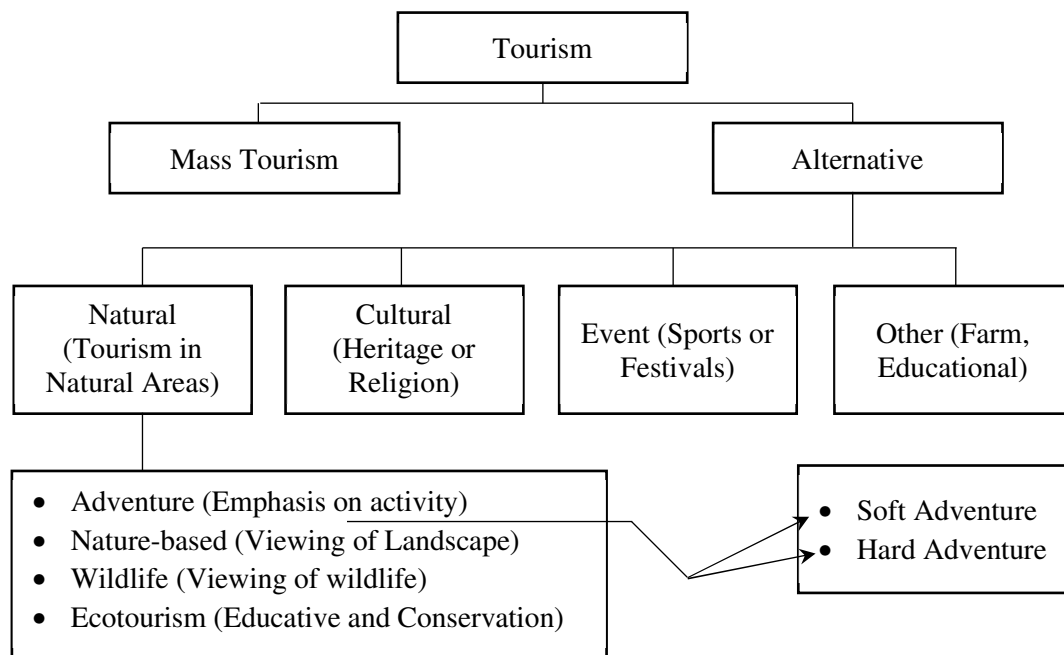 Tourism
Mass Tourism
Alternative
Natural
(Tourism in
Natural Areas)
Cultural
(Heritage or
Religion)
Event (Sports or
Festivals)
Other (Farm,
Educational)
• Adventure (Emphasis on activity)
• Nature-based (Viewing of Landscape)
• Wildlife (Viewing of wildlife)
• Ecotourism (Educative and Conservation)
• Soft Adventure
• Hard Adventure